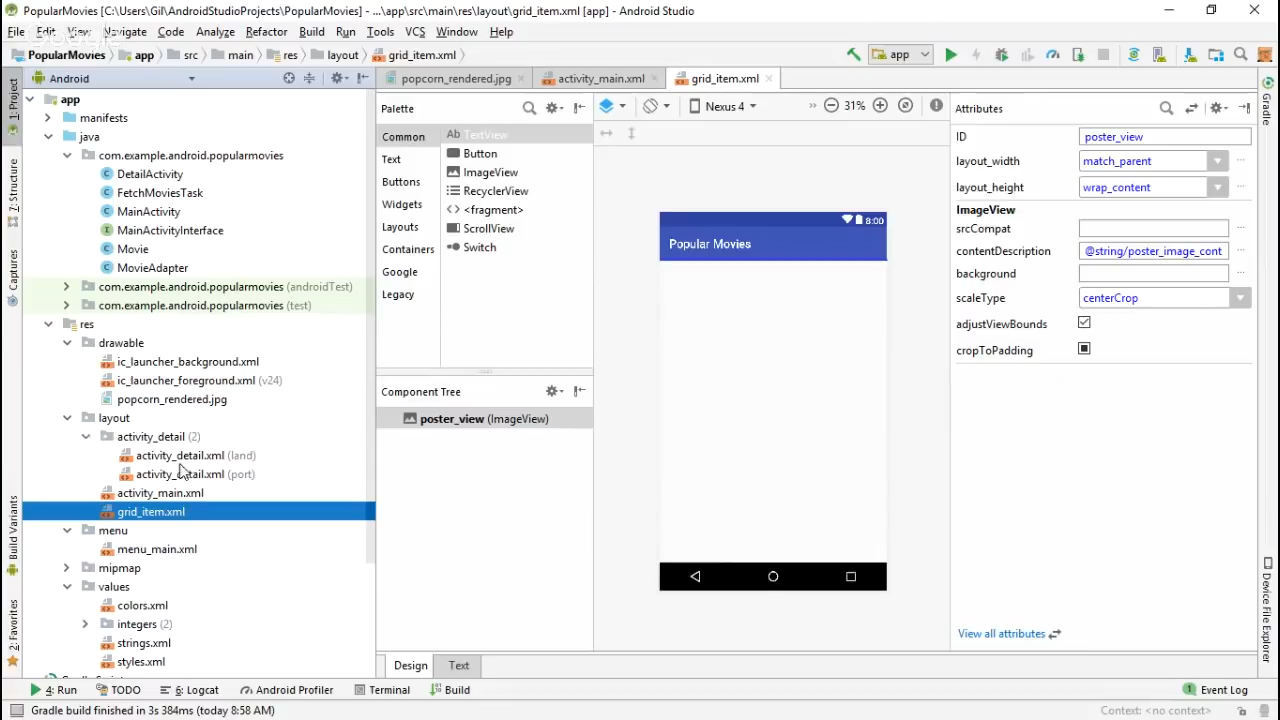 PopularMovies [C:\Users\Gil\AndroidStudioProjects\PopularMovies] - ...\app\src\main\res\layout\grid_item.xml [app] - Android Studio
File Edit View Navigate Code Analyze Refactor Build Run Tools VCS Window Help
PopularMovies app src main res layout grid_item.xml app
Android popcorn_rendered.jpg activity_main.xml grid_item.xml
1: Project
7: Structure
Captures
Build Variants
2: Favorites
app
manifests
java
com.example.android.popularmovies
DetailActivity
FetchMoviesTask
MainActivity
MainActivityInterface
Movie
MovieAdapter
com.example.android.popularmovies (androidTest)
com.example.android.popularmovies (test)
res
drawable
ic_launcher_background.xml
ic_launcher_foreground.xml (v24)
popcorn_rendered.jpg
layout
activity_detail (2)
activity_detail.xml (land)
activity_detail.xml (port)
activity_main.xml
grid_item.xml
menu
menu_main.xml
mipmap
values
colors.xml
integers (2)
strings.xml
styles.xml
Palette
Common
Text
Buttons
Widgets
Layouts
Containers
Google
Legacy
Ab TextView
Button
ImageView
RecyclerView
<fragment>
ScrollView
Switch
Component Tree
poster_view (ImageView)
Nexus 4 31%
8:00
Popular Movies
Design Text
Attributes
ID poster_view
layout_width match_parent
layout_height wrap_content
ImageView
srcCompat
contentDescription @string/poster_image_cont
background
scaleType centerCrop
adjustViewBounds
cropToPadding
View all attributes
Gradle
Device File Explorer
4: Run TODO 6: Logcat Android Profiler Terminal Build 1 Event Log
Gradle build finished in 3s 384ms (today 8:58 AM) Context: <no context>